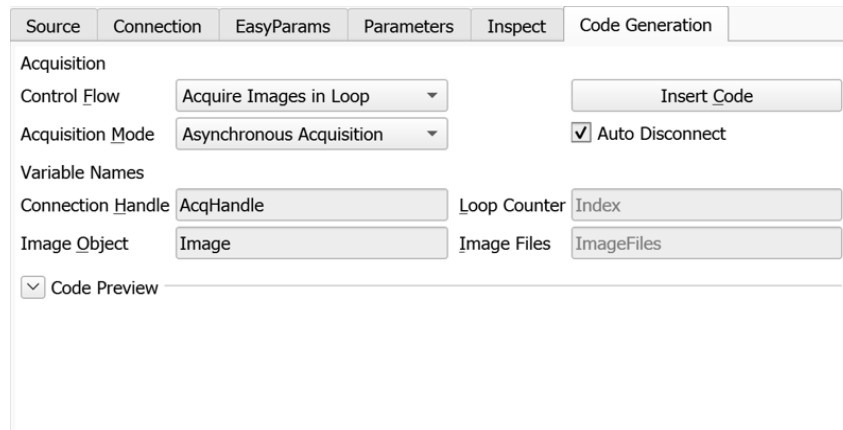 Source Connection EasyParams Parameters Inspect Code Generation
Acquisition
Control Flow Acquire Images in Loop Insert Code
Acquisition Mode Asynchronous Acquisition Auto Disconnect
Variable Names
Connection Handle AcqHandle Loop Counter Index
Image Object Image Image Files ImageFiles
Code Preview